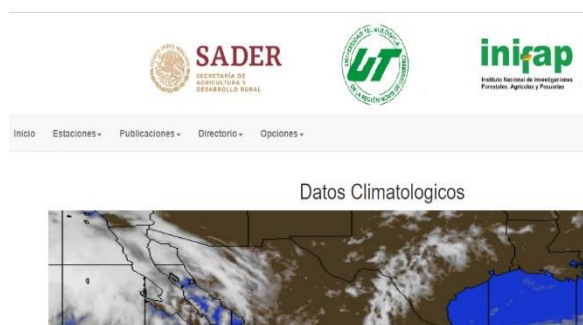 SADER
SECRETARÍA DE
AGRICULTURA Y
DESARROLLO RURAL
UT
inifap
Instituto Nacional de Investigaciones
Forestales, Agrícolas y Pecuarias
Inicio Estaciones Publicaciones Directorio Opciones
Datos Climatologicos